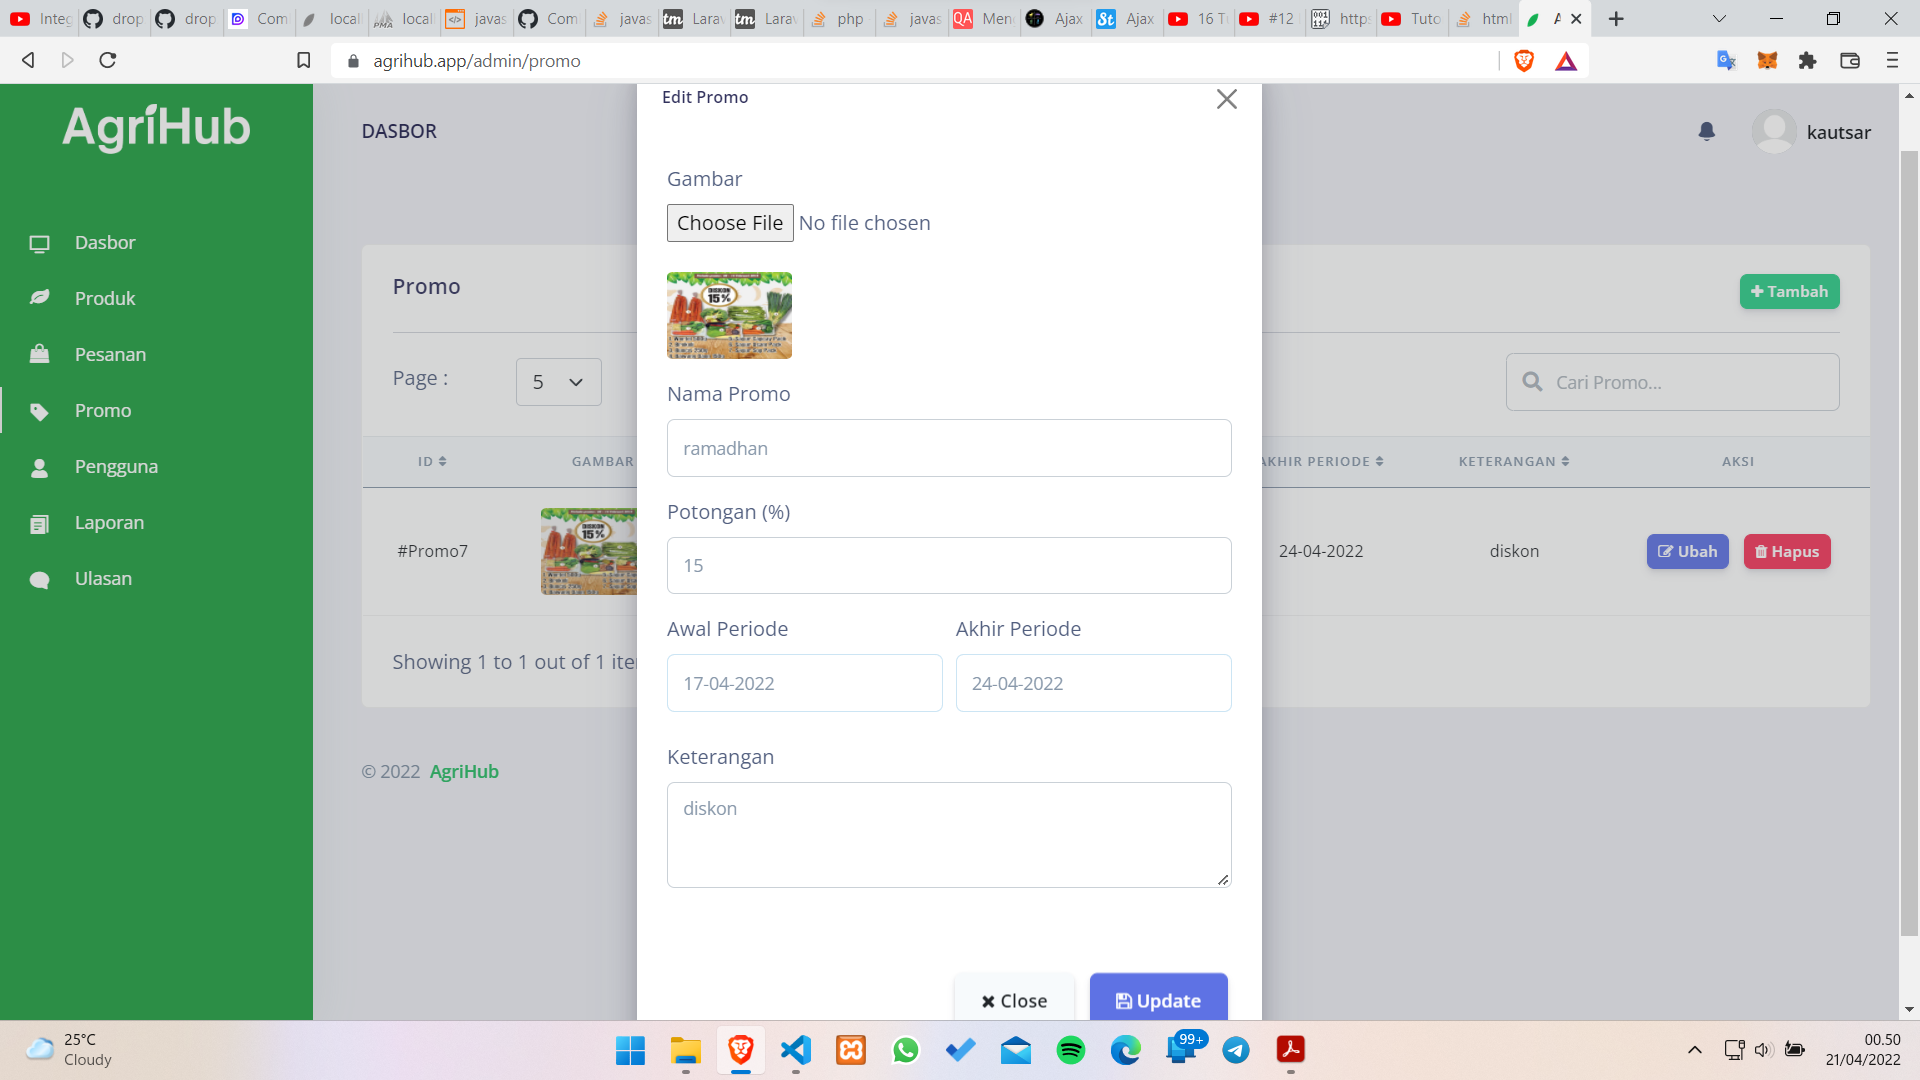 Integ
drop
drop
Com
local
local
javas
Com
javas
Larav
Larav
php
javas
Men
Ajax
Ajax
16 Tu
#12
https
Tuto
html
agrihub.app/admin/promo
AgriHub
Dasbor
Produk
Pesanan
Promo
Pengguna
Laporan
Ulasan
DASBOR
kautsar
Promo
+ Tambah
Page :
5
Cari Promo...
ID
GAMBAR
AKHIR PERIODE
KETERANGAN
AKSI
#Promo7
DISKON
15%
24-04-2022
diskon
Ubah
Hapus
Showing 1 to 1 out of 1 ite
© 2022 AgriHub
Edit Promo
Gambar
Choose File No file chosen
DISKON
15%
Nama Promo
ramadhan
Potongan (%)
15
Awal Periode
Akhir Periode
17-04-2022
24-04-2022
Keterangan
diskon
Close
Update
25°C
Cloudy
99+
00.50
21/04/2022